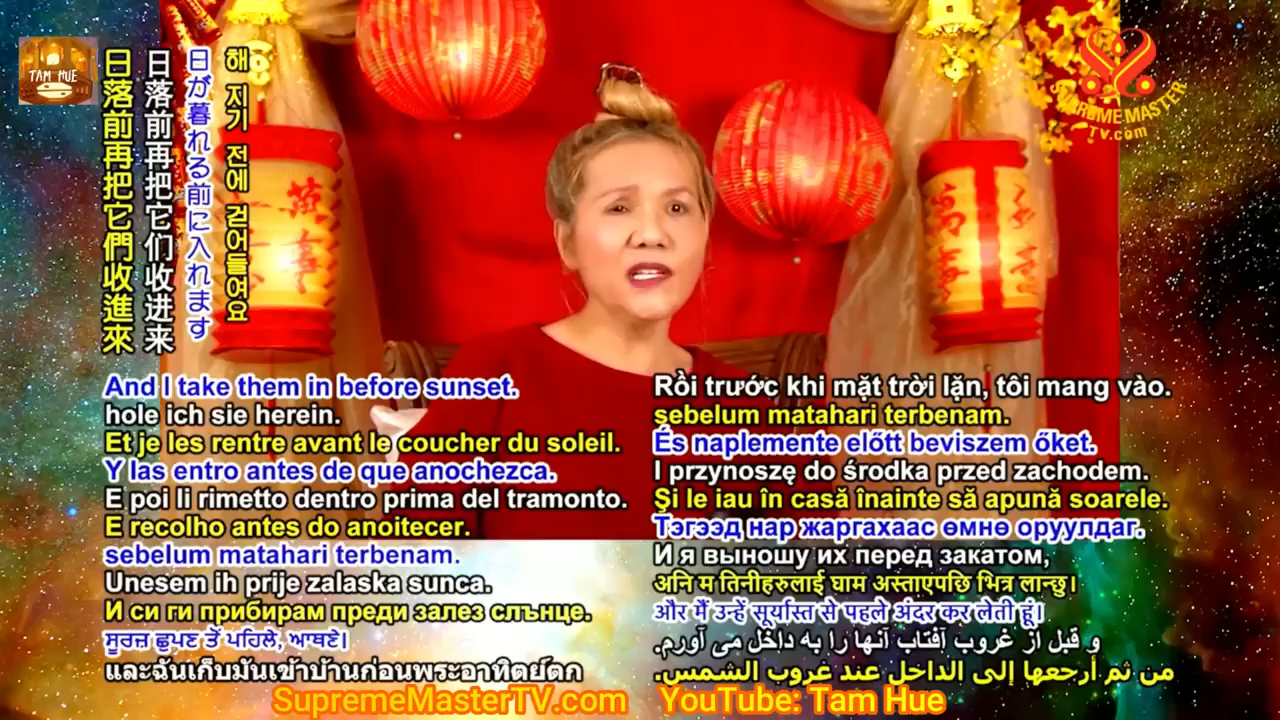 TAM HUE
日落前再把它們收進來
日落前再把它们收进来
日が暮れる前に入れます
해 지기 전에 걷어들여요
SUPREME MASTER
TV.com
And I take them in before sunset.
hole ich sie herein.
Et je les rentre avant le coucher du soleil.
Y las entro antes de que anochezca.
E poi li rimetto dentro prima del tramonto.
E recolho antes do anoitecer.
sebelum matahari terbenam.
Unesem ih prije zalaska sunca.
И си ги прибирам преди залез слънце.
ਸੂਰਜ ਛੁਪਣ ਤੋਂ ਪਹਿਲੇ, ਆਥਣੇ।
และฉันเก็บมันเข้าบ้านก่อนพระอาทิตย์ตก
Rồi trước khi mặt trời lặn, tôi mang vào.
sebelum matahari terbenam.
És naplemente előtt beviszem őket.
I przynoszę do środka przed zachodem.
Şi le iau în casă înainte să apună soarele.
Тэгээд нар жаргахаас өмнө оруулдаг.
И я выношу их перед закатом,
अनि म तिनीहरुलाई घाम अस्ताएपछि भित्र लान्छु।
और मैं उन्हें सूर्यास्त से पहले अंदर कर लेती हूं।
و قبل از غروب آفتاب آنها را به داخل می آورم.
من ثم أرجعها إلى الداخل عند غروب الشمس.
SupremeMasterTV.com YouTube: Tam Hue